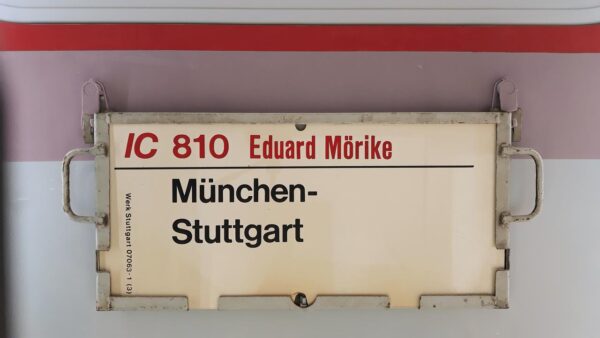 IC 810 Eduard Mörike
München-
Stuttgart
Werk Stuttgart 07063-1 (3)